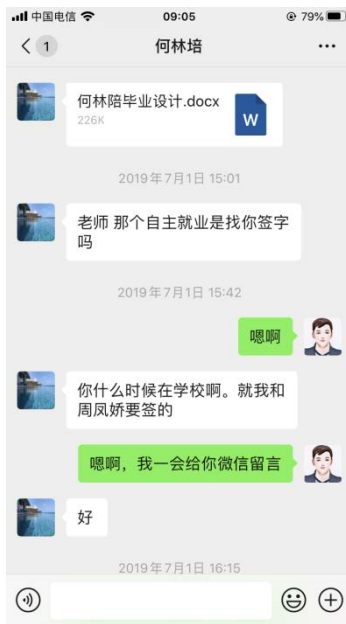 中国电信 09:05 79%
1 何林培
何林陪毕业设计.docx
226K
W
2019年7月1日 15:01
老师 那个自主就业是找你签字
吗
2019年7月1日 15:42
嗯啊
你什么时候在学校啊。就我和
周凤娇要签的
嗯啊，我一会给你微信留言
好
2019年7月1日 16:15